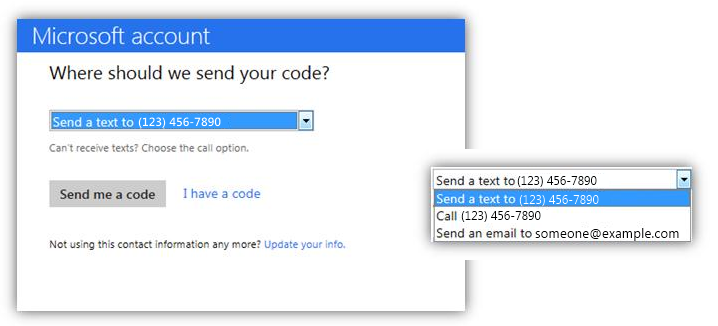 Microsoft account
Where should we send your code?
Send a text to (123) 456-7890
Can't receive texts? Choose the call option.
Send me a code
I have a code
Not using this contact information any more? Update your info.
Send a text to (123) 456-7890
Send a text to (123) 456-7890
Call (123) 456-7890
Send an email to someone@example.com